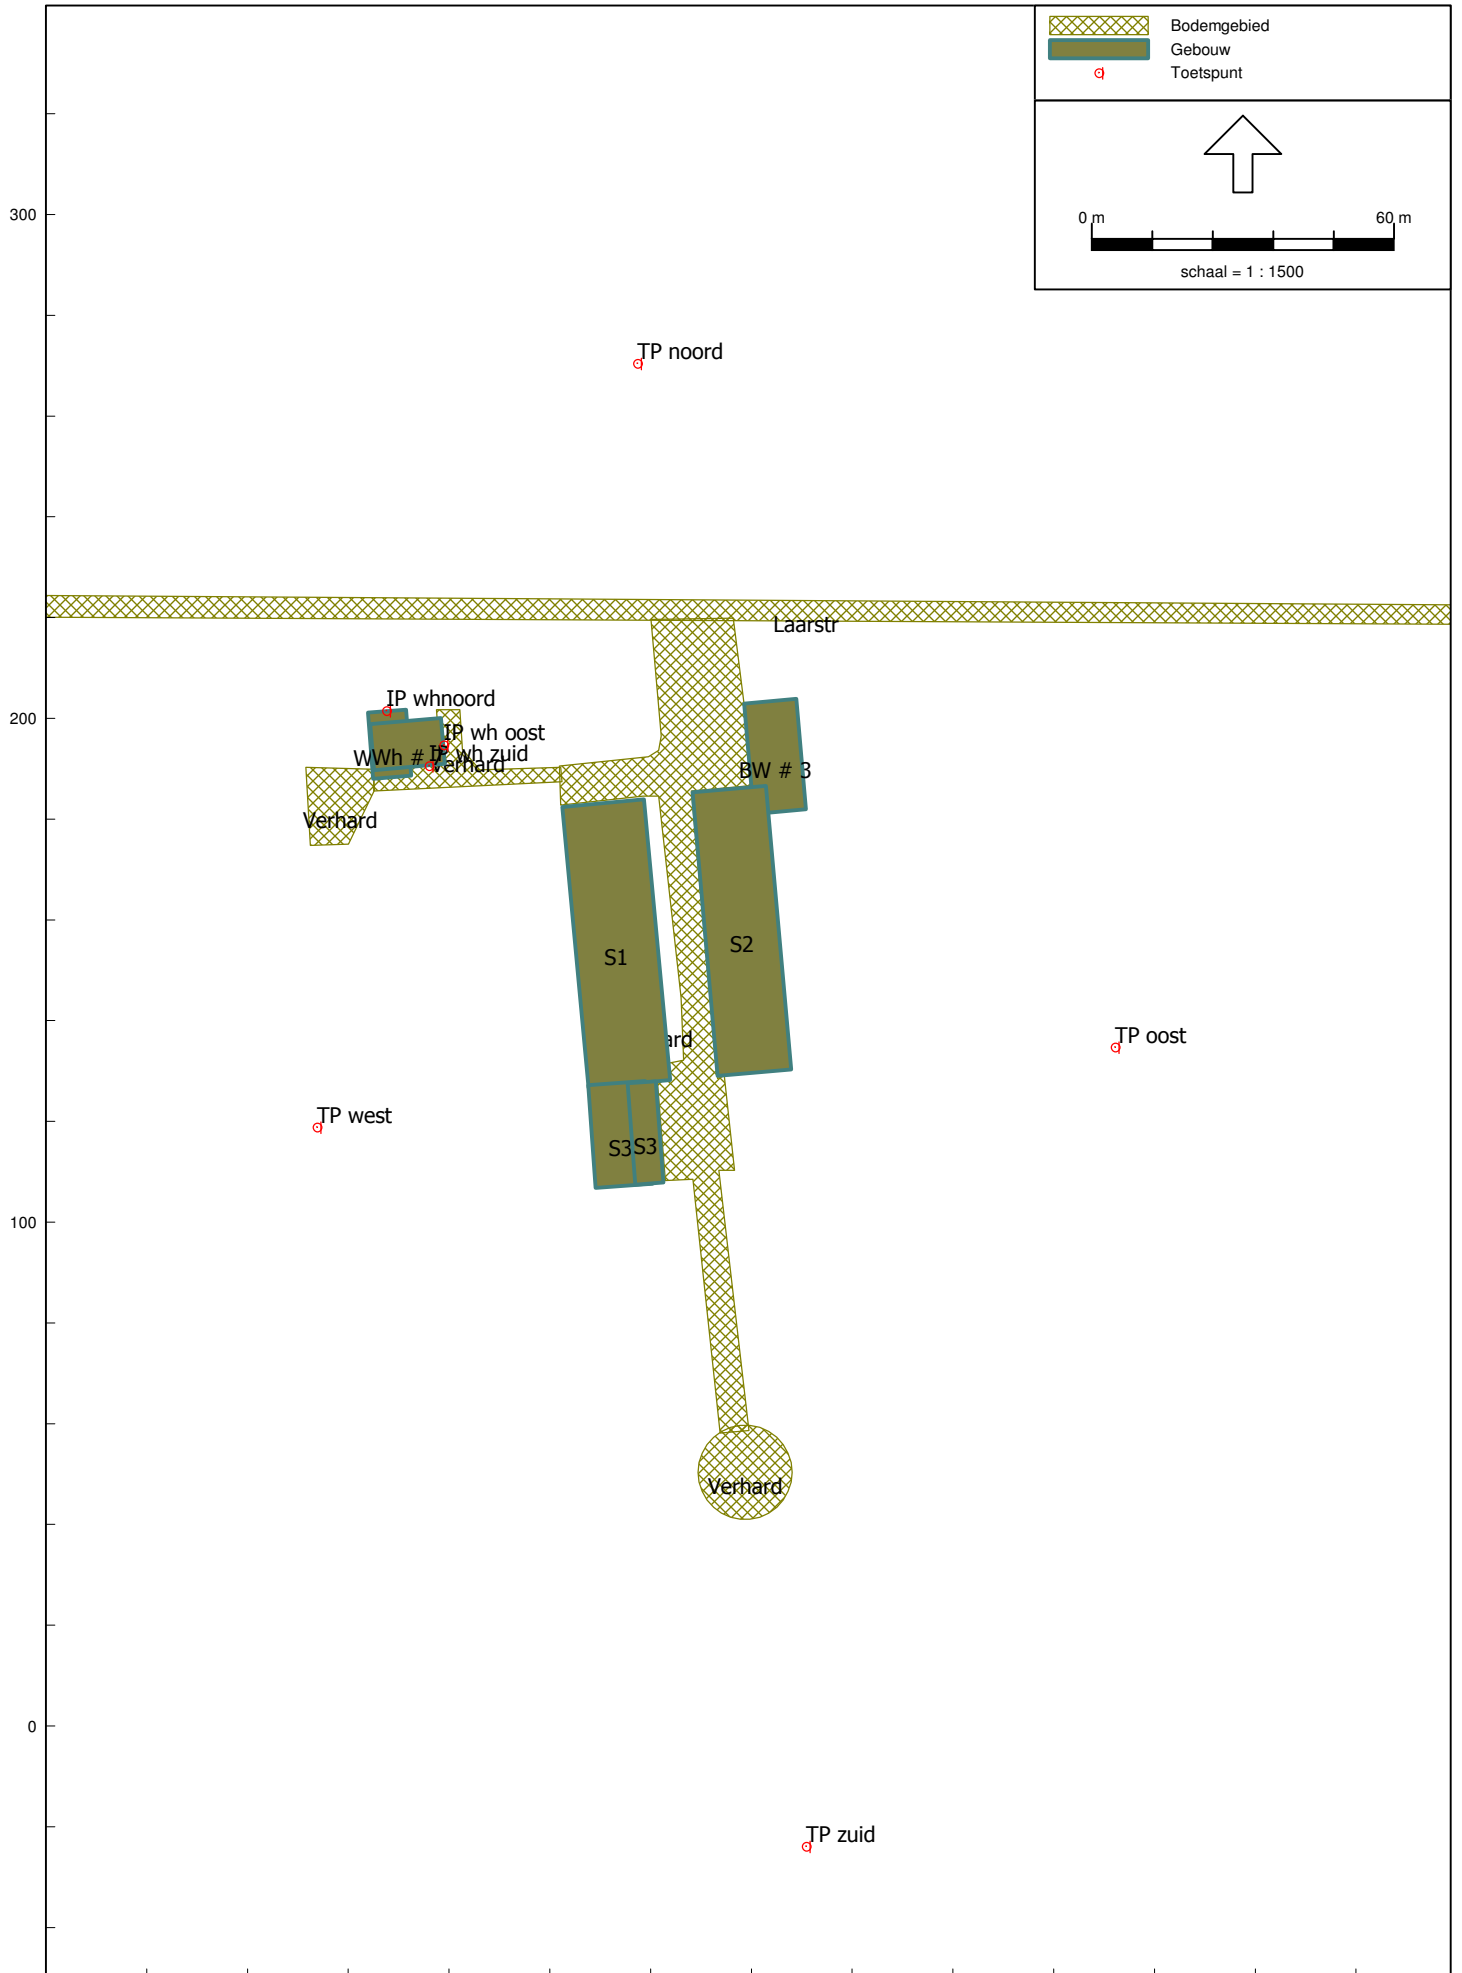 Bodemgebied
Gebouw
Toetspunt
0 m 60 m
schaal = 1 : 1500
300
TP noord
Laarstr
IP whnoord
200
IP wh oost
IP wh zuid
WWh #
Verhard
BW # 3
Verhard
S2
S1
ard
TP oost
TP west
S3
S3
100
Verhard
0
TP zuid